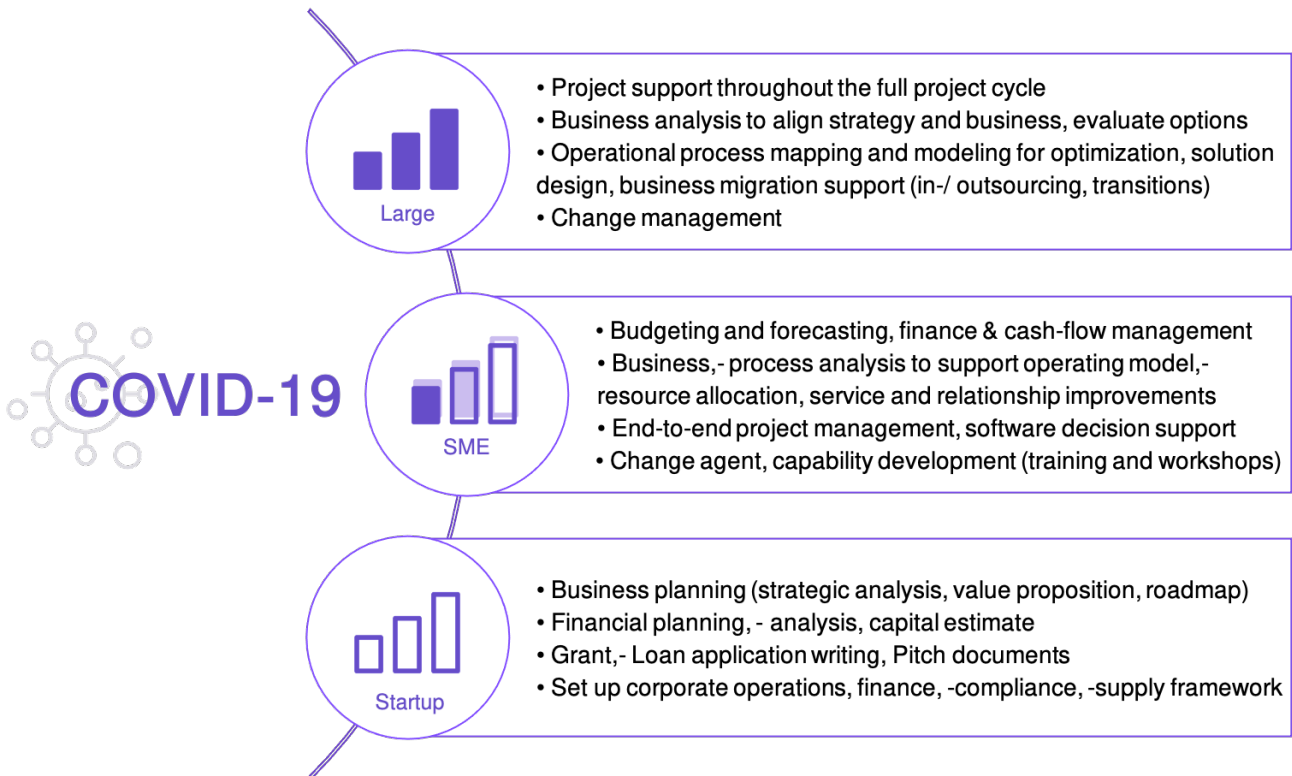 • Project support throughout the full project cycle
• Business analysis to align strategy and business, evaluate options
• Operational process mapping and modeling for optimization, solution
design, business migration support (in-/ outsourcing, transitions)
• Change management
Large
COVID-19
• Budgeting and forecasting, finance & cash-flow management
• Business,- process analysis to support operating model,-
resource allocation, service and relationship improvements
• End-to-end project management, software decision support
• Change agent, capability development (training and workshops)
SME
• Business planning (strategic analysis, value proposition, roadmap)
• Financial planning, - analysis, capital estimate
• Grant,- Loan application writing, Pitch documents
• Set up corporate operations, finance, -compliance, -supply framework
Startup